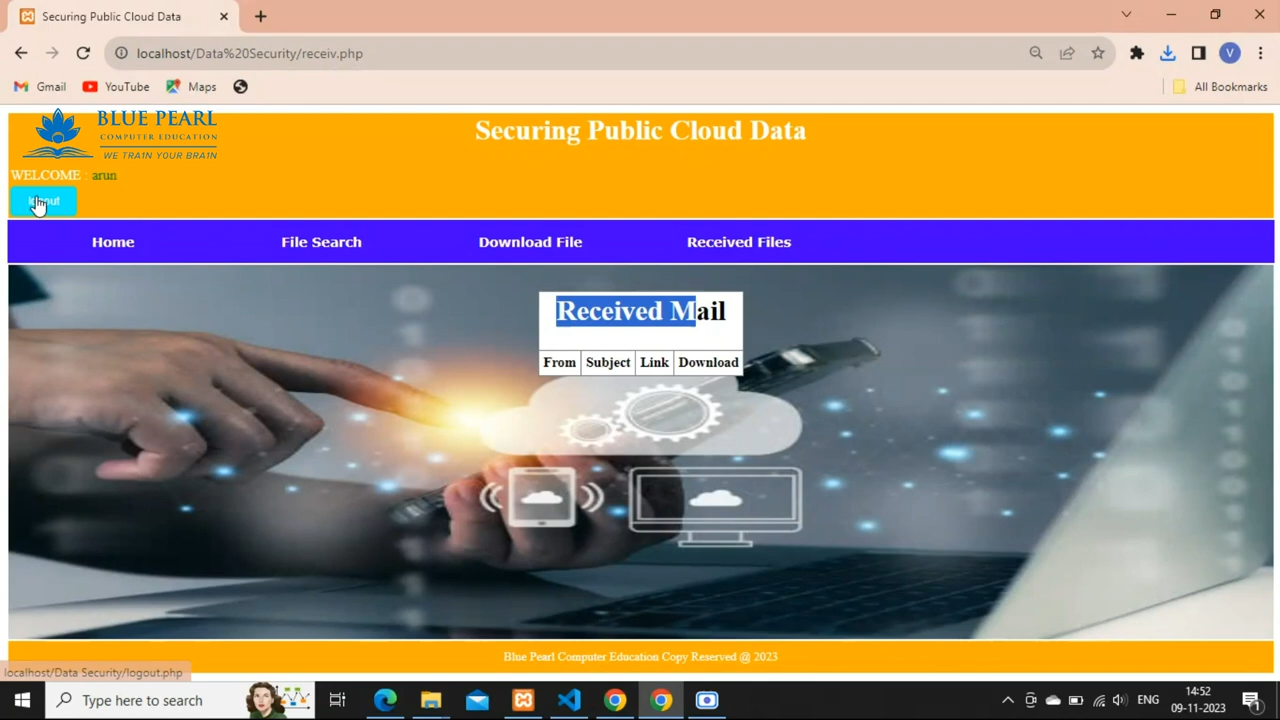 Securing Public Cloud Data
localhost/Data%20Security/receiv.php
V
Gmail
YouTube
Maps
All Bookmarks
BLUE PEARL
COMPUTER EDUCATION
WE TRAIN YOUR BRAIN
Securing Public Cloud Data
WELCOME arun
Home File Search Download File Received Files
Received Mail
From Subject Link Download
Blue Pearl Computer Education Copy Reserved @ 2023
localhost/Data Security/logout.php
Type here to search
ENG
14:52
09-11-2023
1